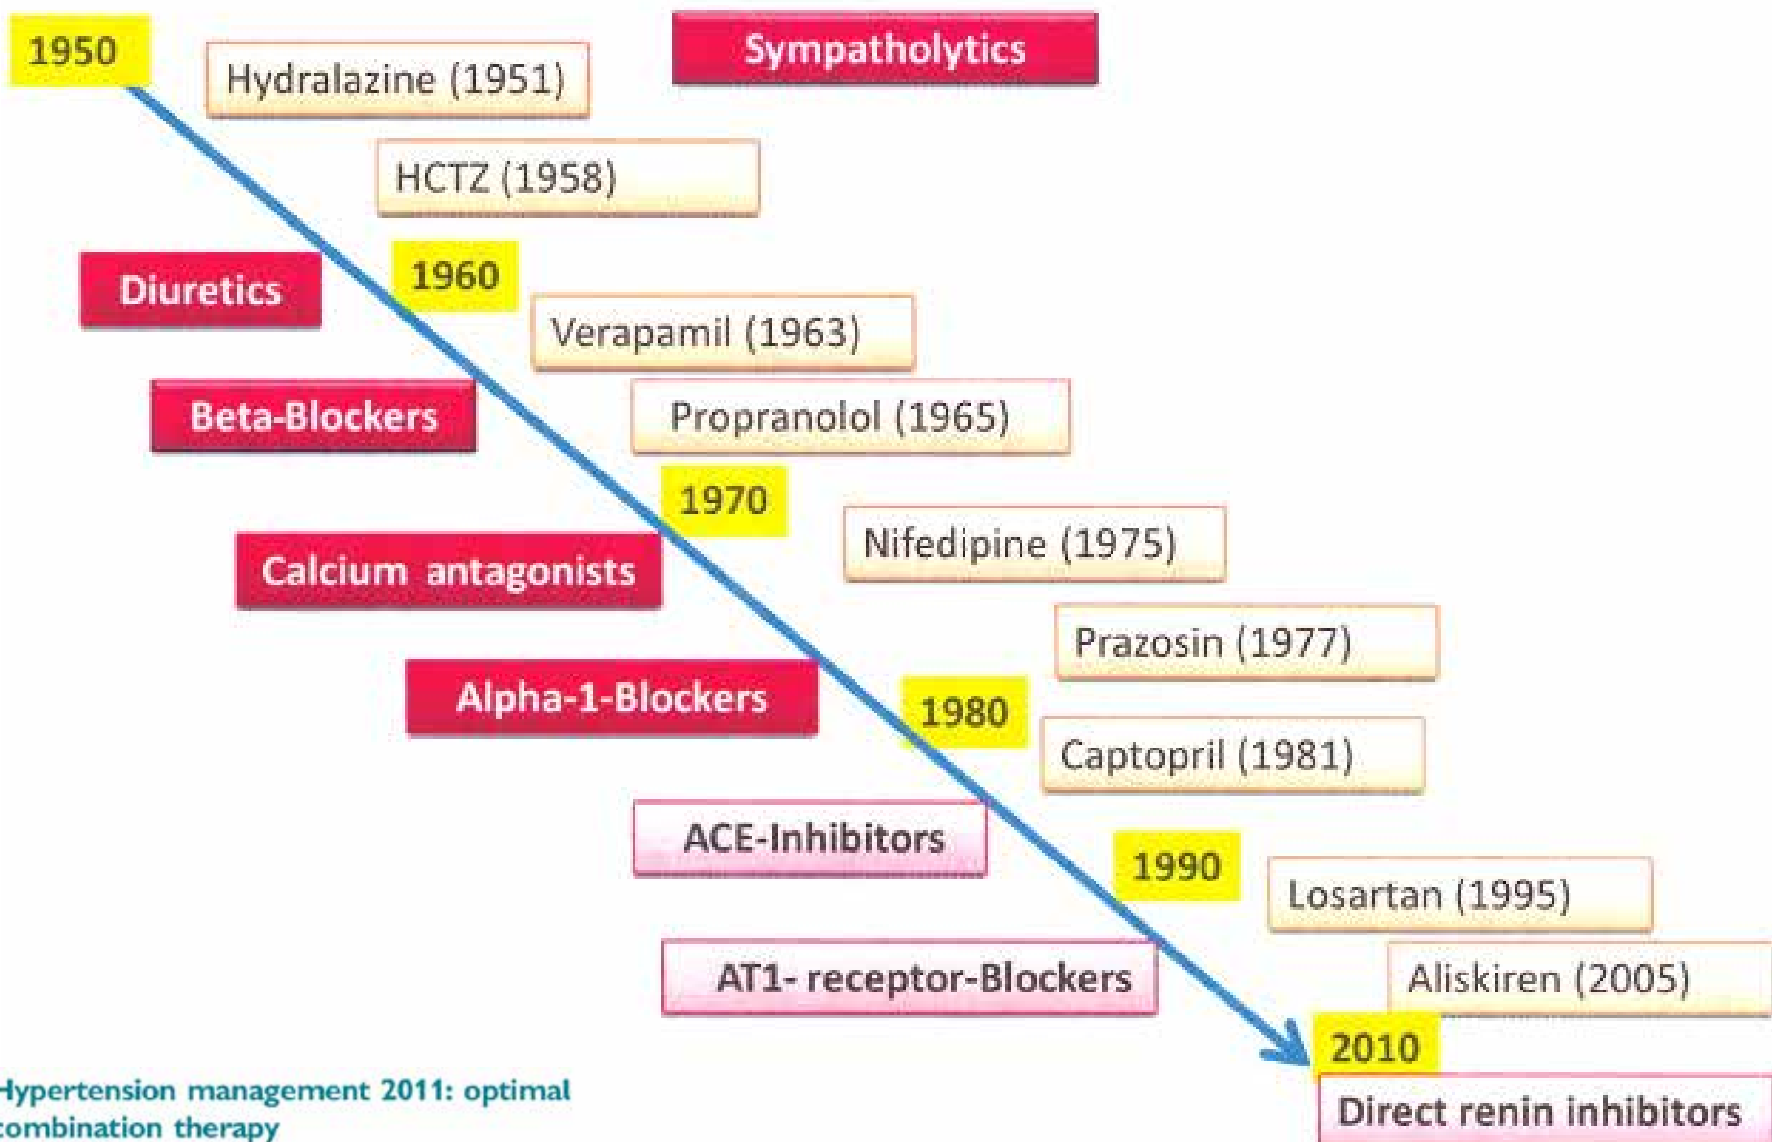 1950
Sympatholytics
Hydralazine (1951)
HCTZ (1958)
Diuretics
1960
Verapamil (1963)
Beta-Blockers
Propranolol (1965)
1970
Nifedipine (1975)
Calcium antagonists
Prazosin (1977)
Alpha-1-Blockers
1980
Captopril (1981)
ACE-Inhibitors
1990
Losartan (1995)
AT1- receptor-Blockers
Aliskiren (2005)
2010
Direct renin inhibitors
Hypertension management 2011: optimal
combination therapy